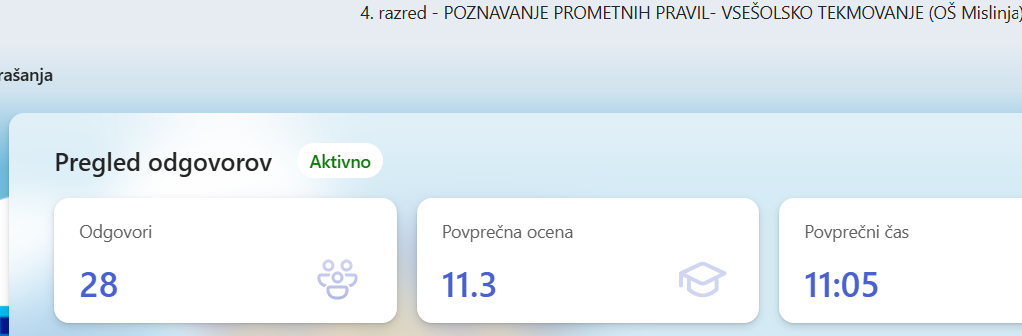 4. razred - POZNAVANJE PROMETNIH PRAVIL- VSEŠOLSKO TEKMOVANJE (OŠ Mislinja)
rašanja
Pregled odgovorov Aktivno
Odgovori Povprečna ocena Povprečni čas
28 11.3 11:05